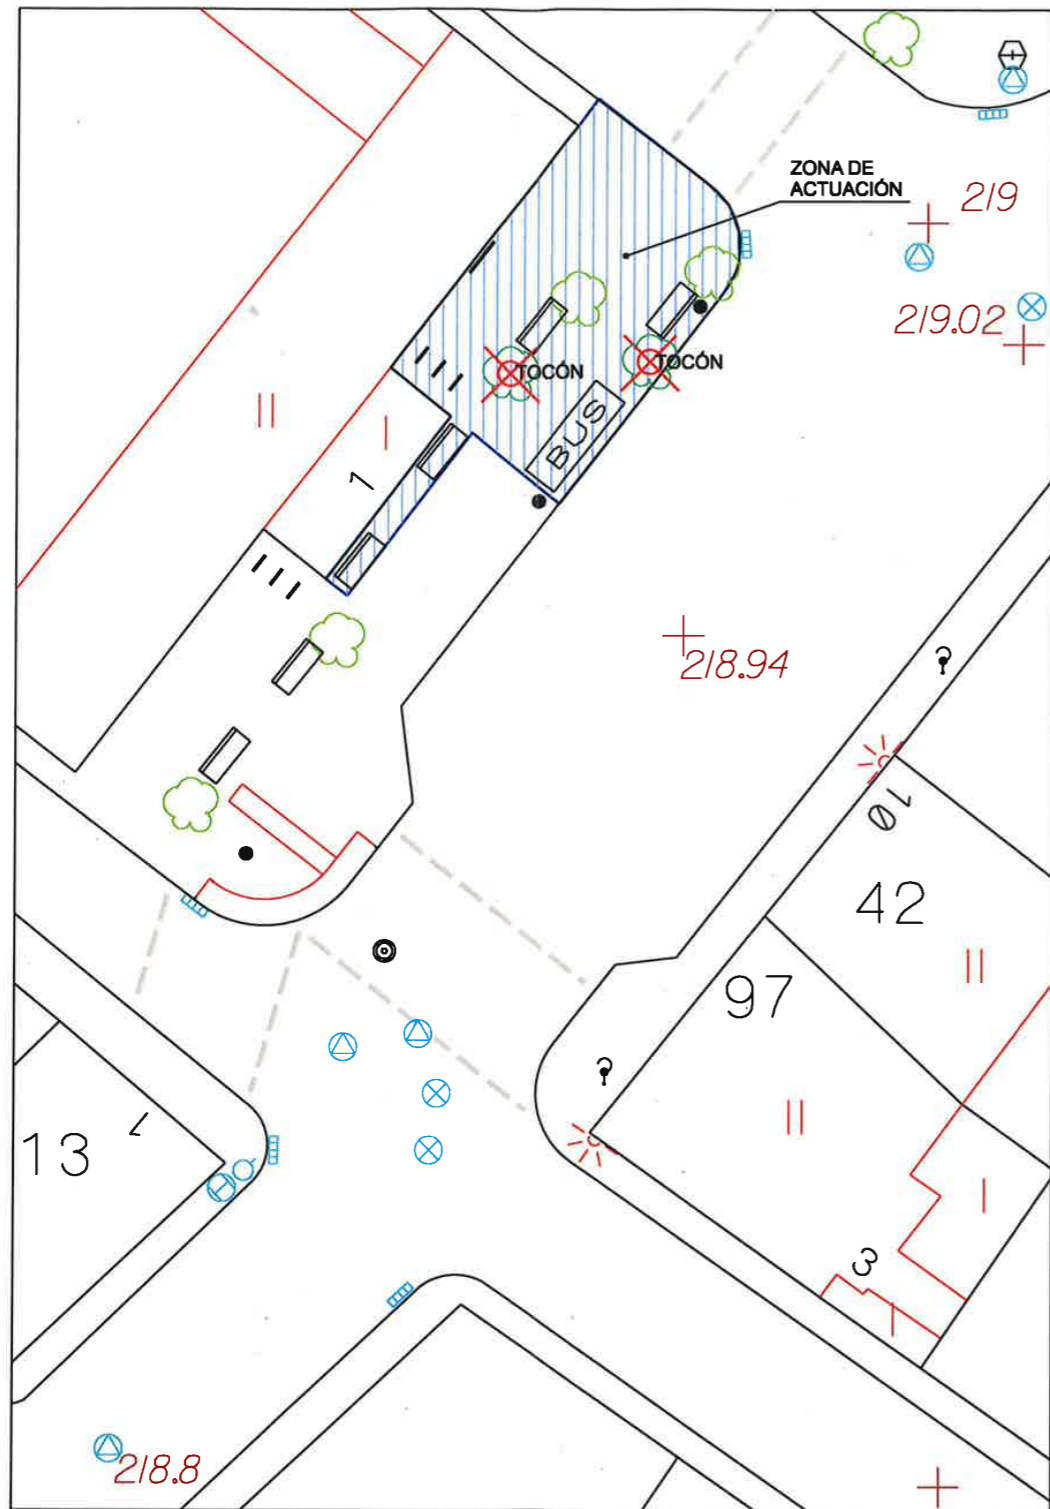 ZONA DE
ACTUACIÓN
219
219.02
TOCÓN
TOCÓN
BUS
II
I
1
218.94
10
42
II
97
II
I
3
I
13
1
218.8